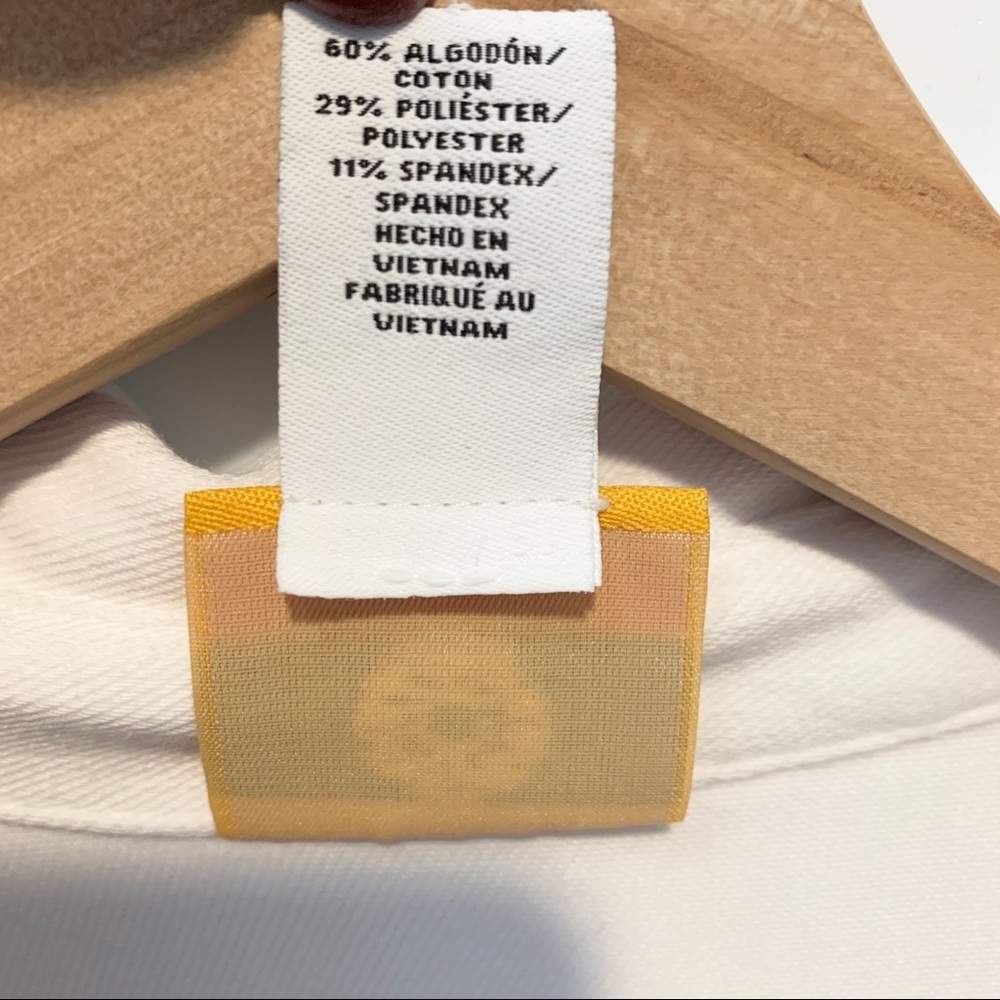 60% ALGODÓN/
COTON
29% POLIÉSTER/
POLYESTER
11% SPANDEX/
SPANDEX
HECHO EN
VIETNAM
FABRIQUÉ AU
VIETNAM